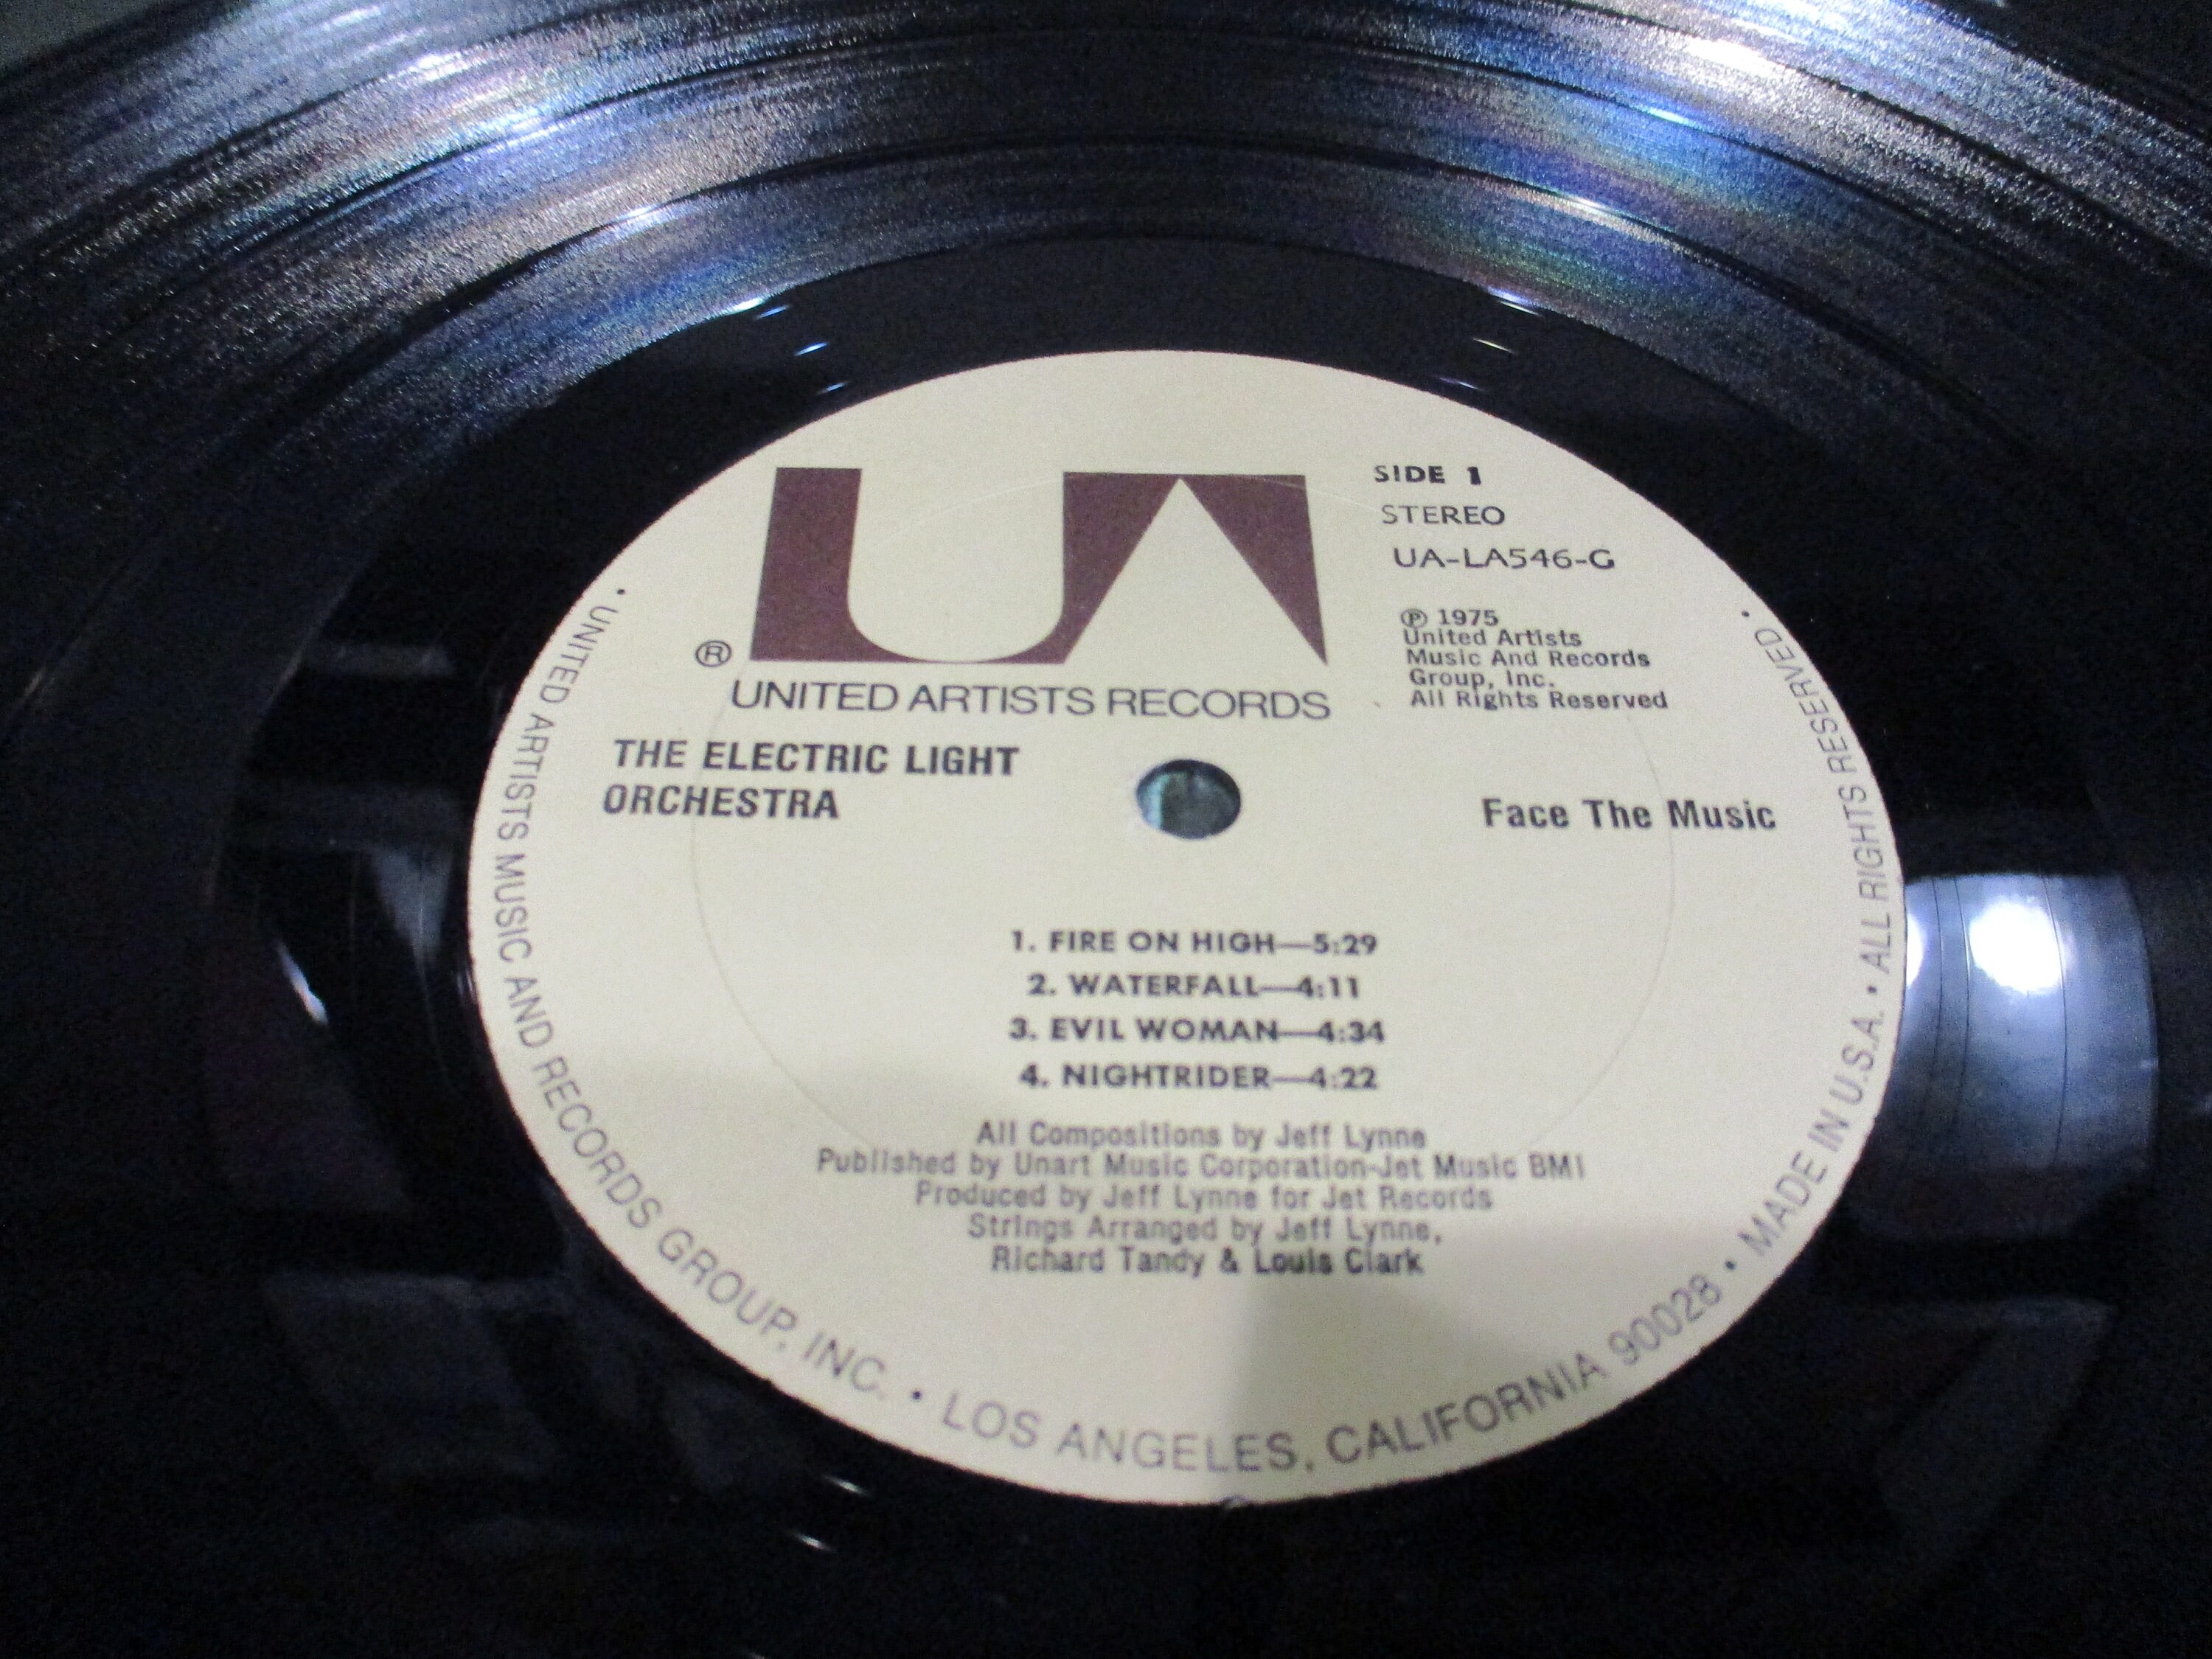 UA
®
UNITED ARTISTS RECORDS
SIDE 1
STEREO
UA-LA546-G
℗ 1975
United Artists
Music And Records
Group, Inc.
All Rights Reserved
THE ELECTRIC LIGHT
ORCHESTRA
Face The Music
1. FIRE ON HIGH—5:29
2. WATERFALL—4:11
3. EVIL WOMAN—4:34
4. NIGHTRIDER—4:22
All Compositions by Jeff Lynne
Published by Unart Music Corporation-Jet Music BMI
Produced by Jeff Lynne for Jet Records
Strings Arranged by Jeff Lynne,
Richard Tandy & Louis Clark
• UNITED ARTISTS MUSIC AND RECORDS GROUP, INC. • LOS ANGELES, CALIFORNIA 90028 • MADE IN U.S.A. • ALL RIGHTS RESERVED •